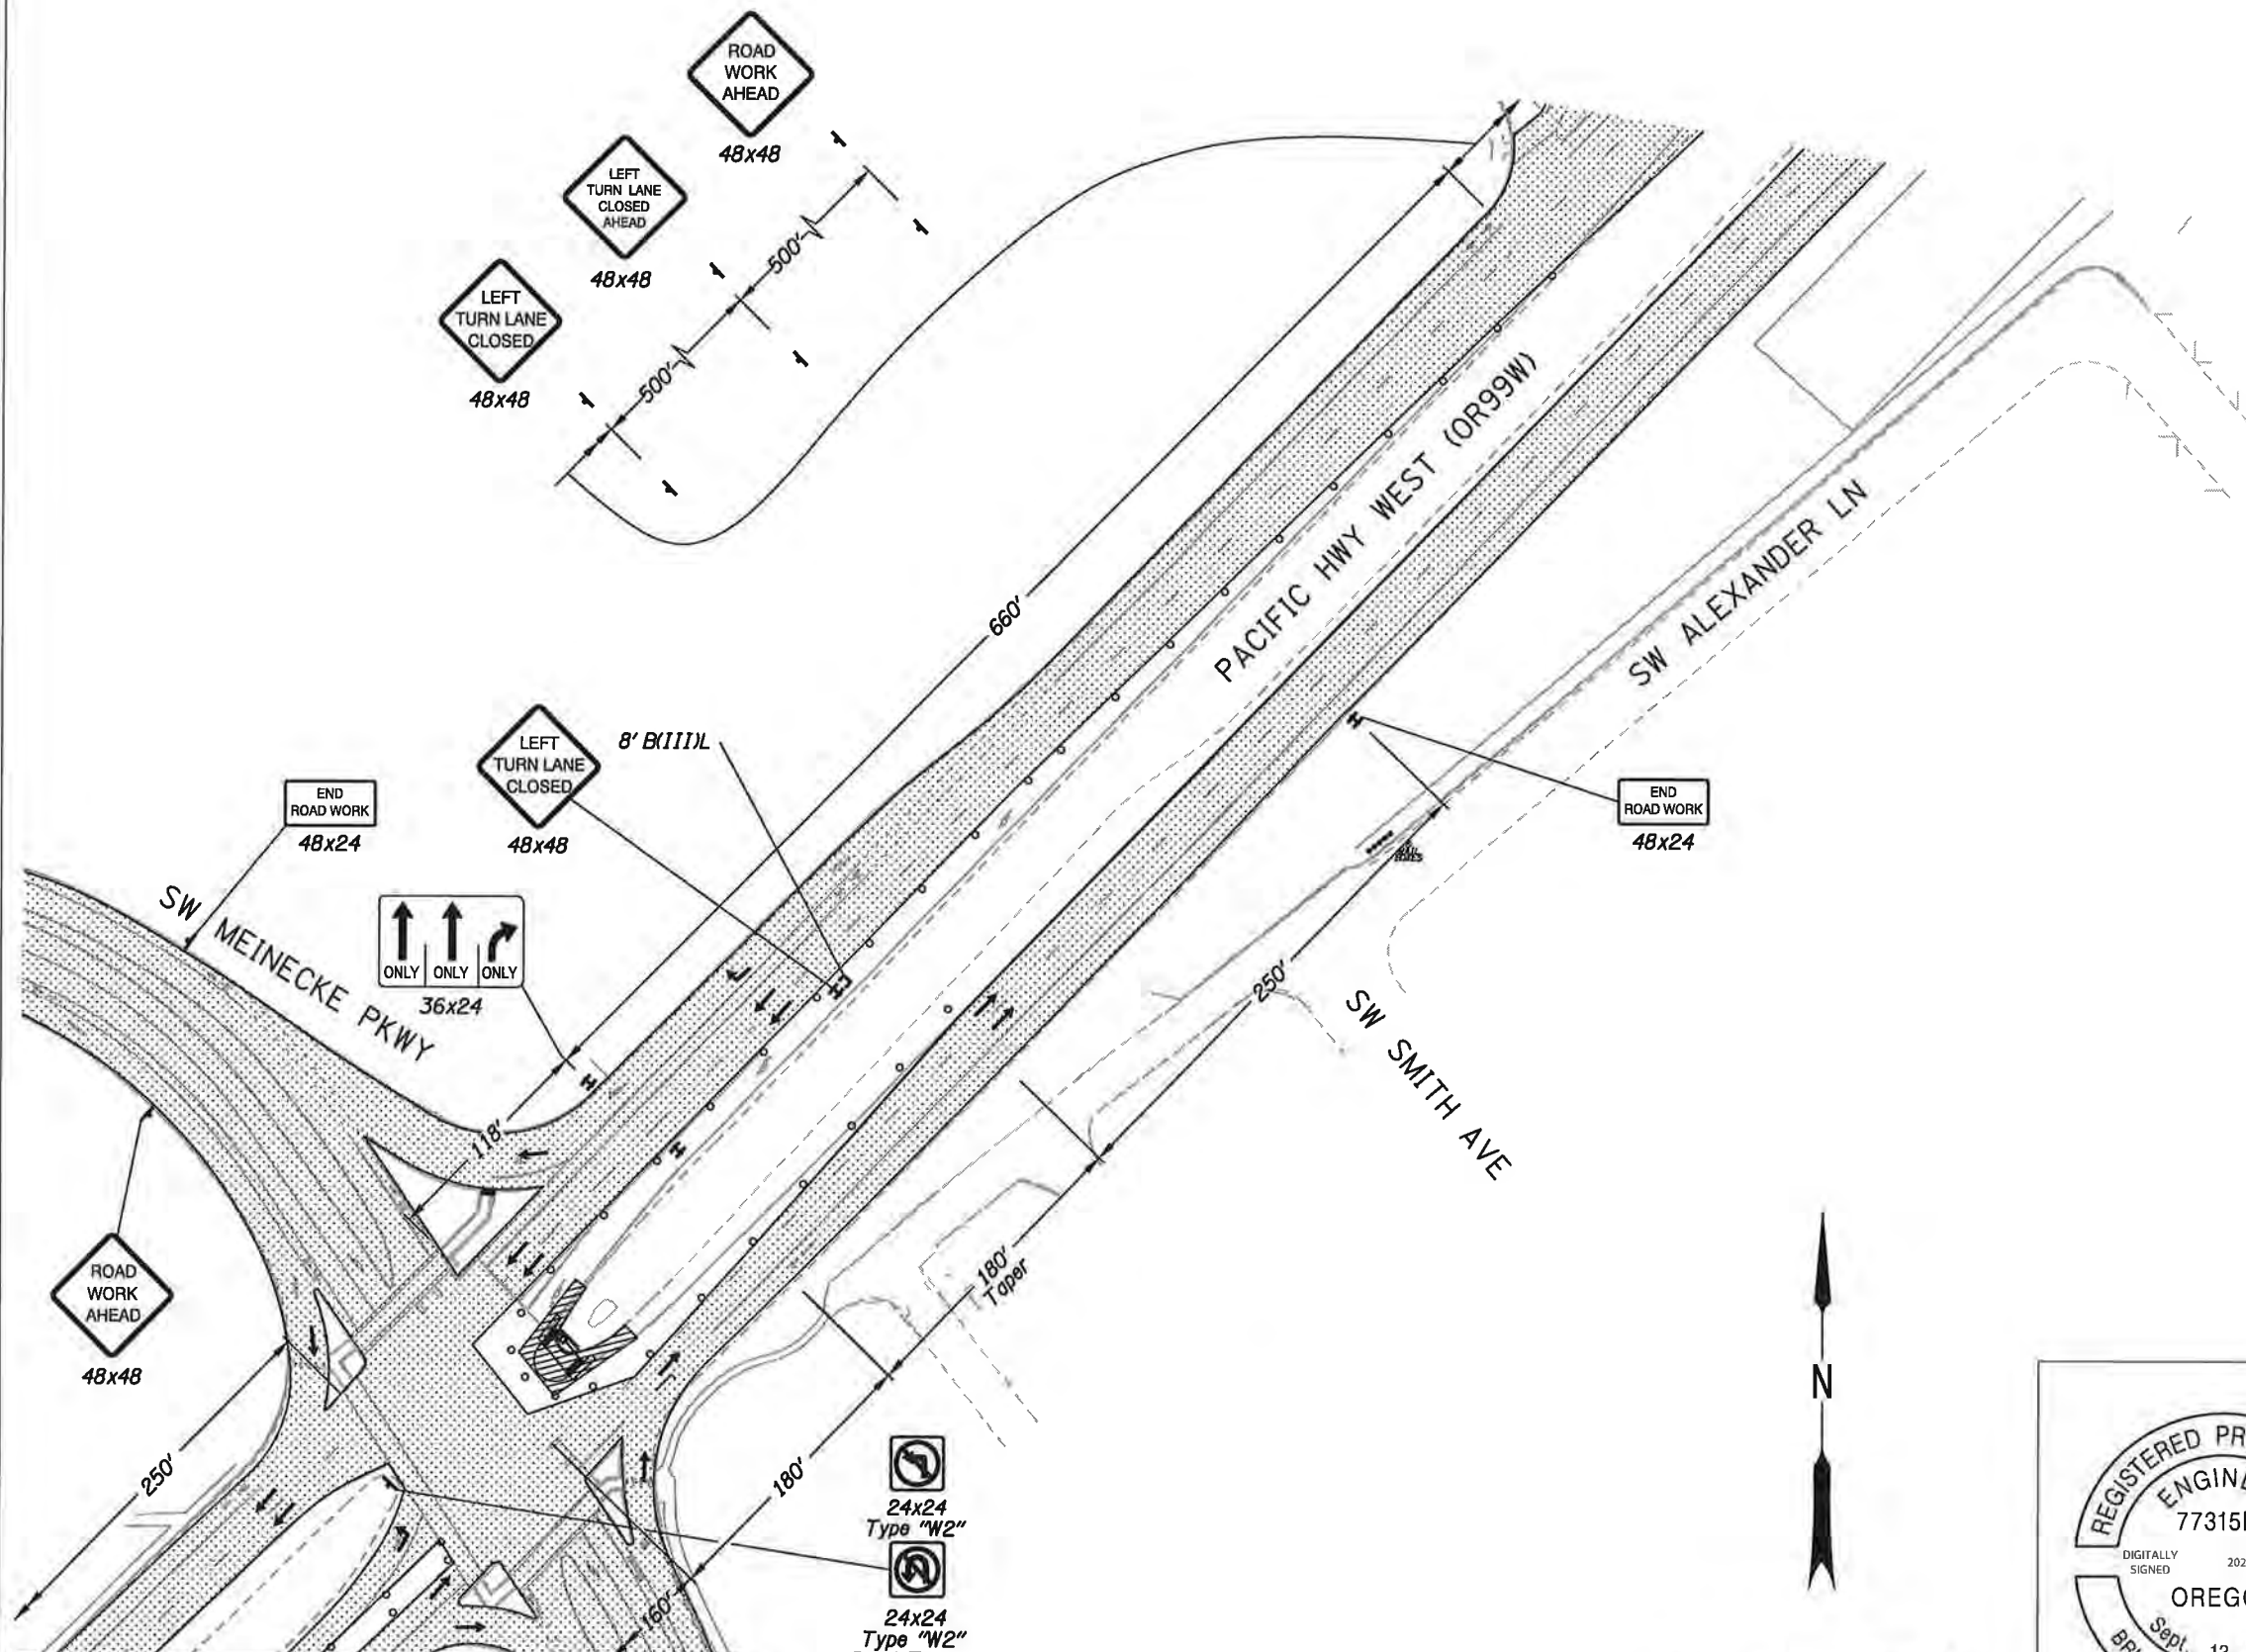 ROAD
WORK
AHEAD
48x48
LEFT
TURN LANE
CLOSED
AHEAD
48x48
500'
LEFT
TURN LANE
CLOSED
48x48
500'
660'
PACIFIC HWY WEST (OR99W)
SW ALEXANDER LN
LEFT
TURN LANE
CLOSED
48x48
8' B(III)L
END
ROAD WORK
48x24
END
ROAD WORK
48x24
SW MEINECKE PKWY
ONLY ONLY ONLY
36x24
118'
250'
SW SMITH AVE
180'
Taper
ROAD
WORK
AHEAD
48x48
250'
180'
160'
24x24
Type "W2"
24x24
Type "W2"
N
REGISTERED PR
ENGIN
77315
DIGITALLY
SIGNED
202
OREG
Sept.